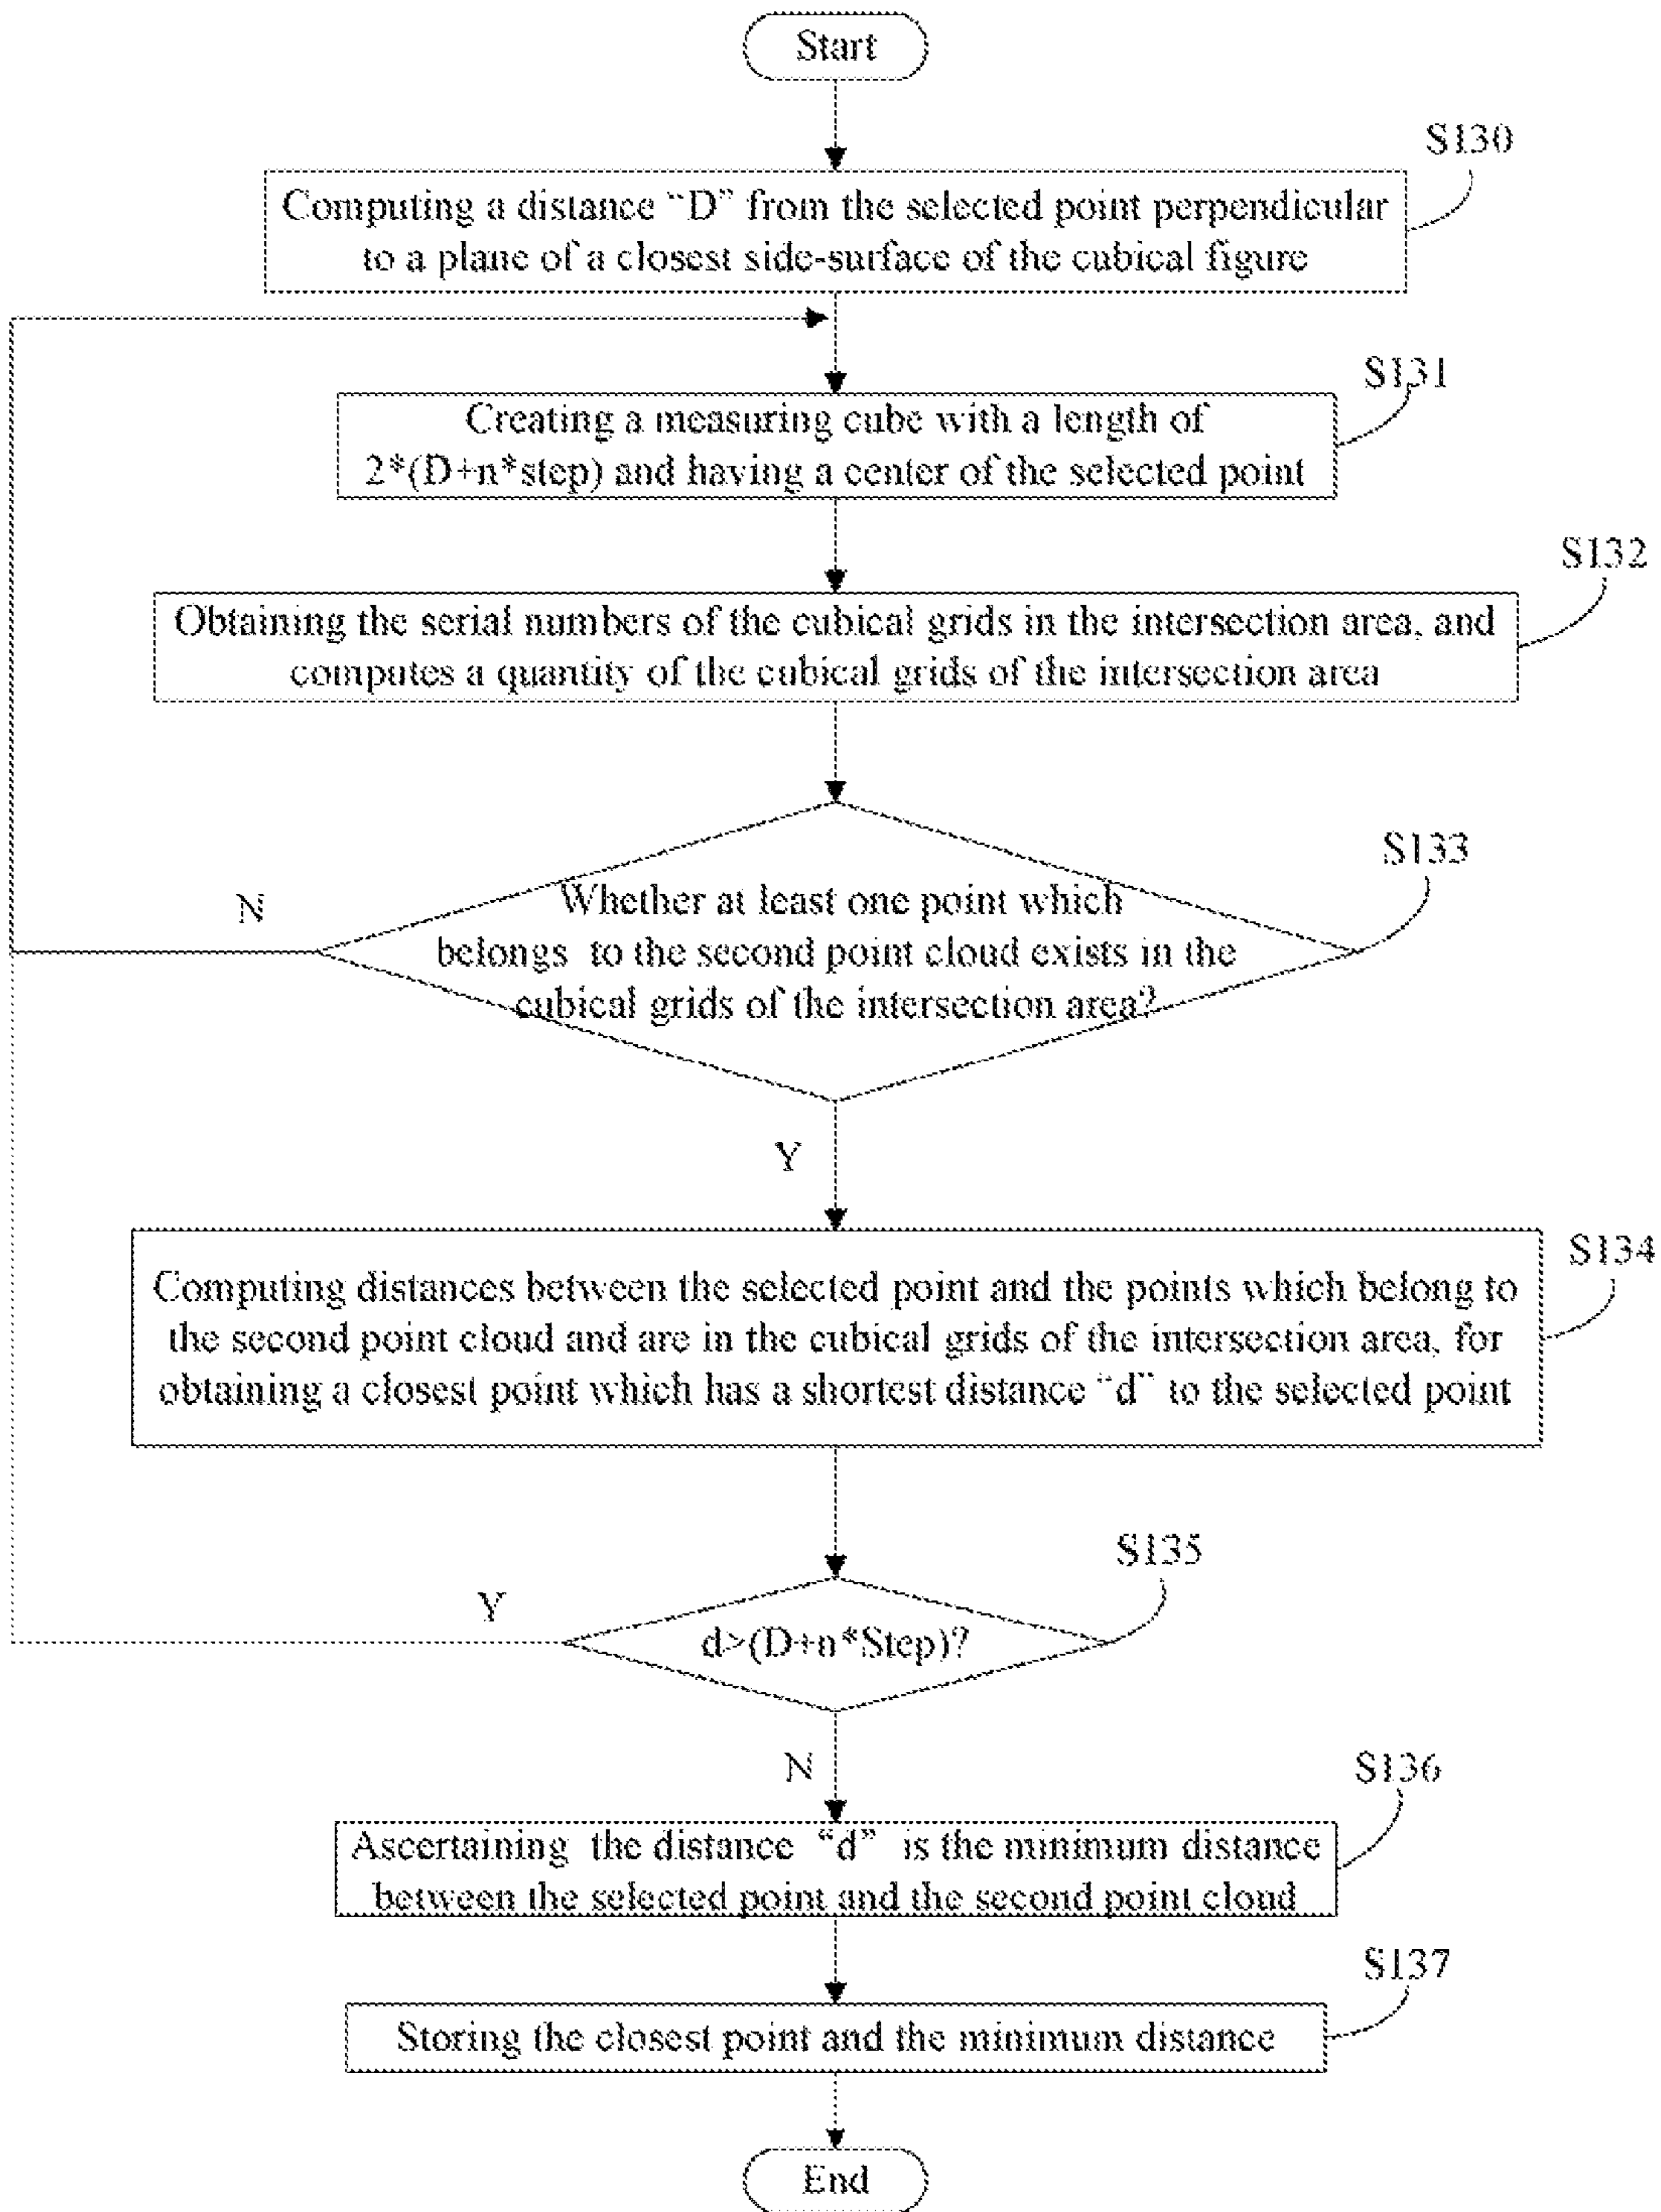 Start
S130
Computing a distance “D” from the selected point perpendicular
to a plane of a closest side-surface of the cubical figure
S131
Creating a measuring cube with a length of
2*(D+n*step) and having a center of the selected point
S132
Obtaining the serial numbers of the cubical grids in the intersection area, and
computes a quantity of the cubical grids of the intersection area
S133
N
Whether at least one point which
belongs to the second point cloud exists in the
cubical grids of the intersection area?
Y
S134
Computing distances between the selected point and the points which belong to
the second point cloud and are in the cubical grids of the intersection area, for
obtaining a closest point which has a shortest distance “d” to the selected point
S135
Y
d>(D+n*Step)?
N
S136
Ascertaining the distance “d” is the minimum distance
between the selected point and the second point cloud
S137
Storing the closest point and the minimum distance
End